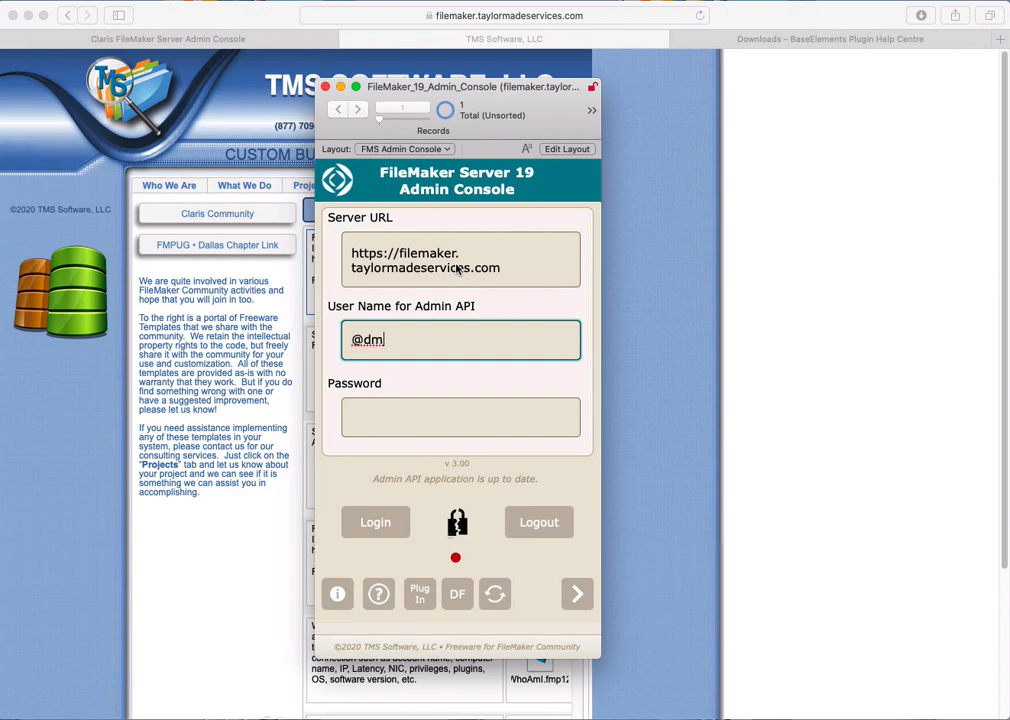 filemaker.taylormadeservices.com
Claris FileMaker Server Admin Console
TMS Software, LLC
Downloads – BaseElements Plugin Help Centre
TMS
(877) 709
CUSTOM BU
Who We Are
What We Do
Proje
©2020 TMS Software, LLC
Claris Community
FMPUG • Dallas Chapter Link
We are quite involved in various
FileMaker Community activities and
hope that you will join in too.
To the right is a portal of Freeware
Templates that we share with the
community. We retain the intellectual
property rights to the code, but freely
share it with the community for your
use and customization. All of these
templates are provided as-is with no
warranty that they work. But if you do
find something wrong with one or
have a suggested improvement,
please let us know!
If you need assistance implementing
any of these templates in your
system, please contact us for our
consulting services. Just click on the
"Projects" tab and let us know about
your project and we can see if it is
something we can assist you in
accomplishing.
FileMaker_19_Admin_Console (filemaker.taylor...
1
1
Total (Unsorted)
Records
Layout: FMS Admin Console
Edit Layout
FileMaker Server 19
Admin Console
Server URL
https://filemaker.
taylormadeservices.com
User Name for Admin API
@dm
Password
v 3.00
Admin API application is up to date.
Login
Logout
Plug
In
DF
©2020 TMS Software, LLC • Freeware for FileMaker Community
name, IP, Latency, NIC, privileges, plugins,
OS, software version, etc.
WhoAmI.fmp12